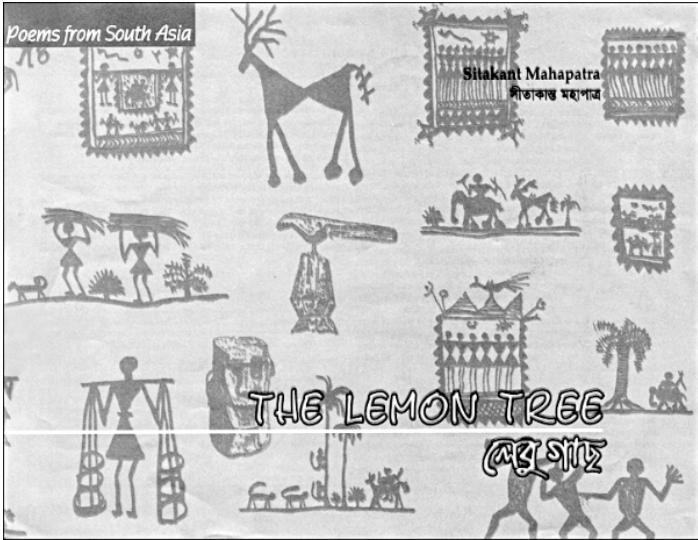 Poems from South Asia
Sitakant Mahapatra
সীতাকান্ত মহাপাত্র
THE LEMON TREE
লেবু গাছ